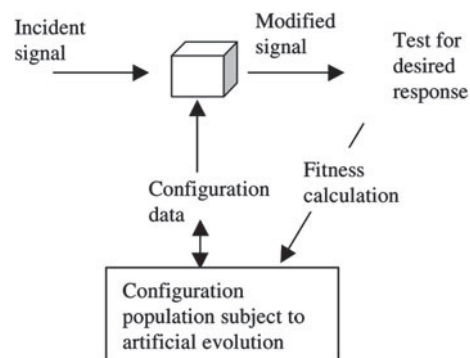 Incident
signal
Modified
signal
Test for
desired
response
Configuration
data
Fitness
calculation
Configuration
population subject to
artificial evolution